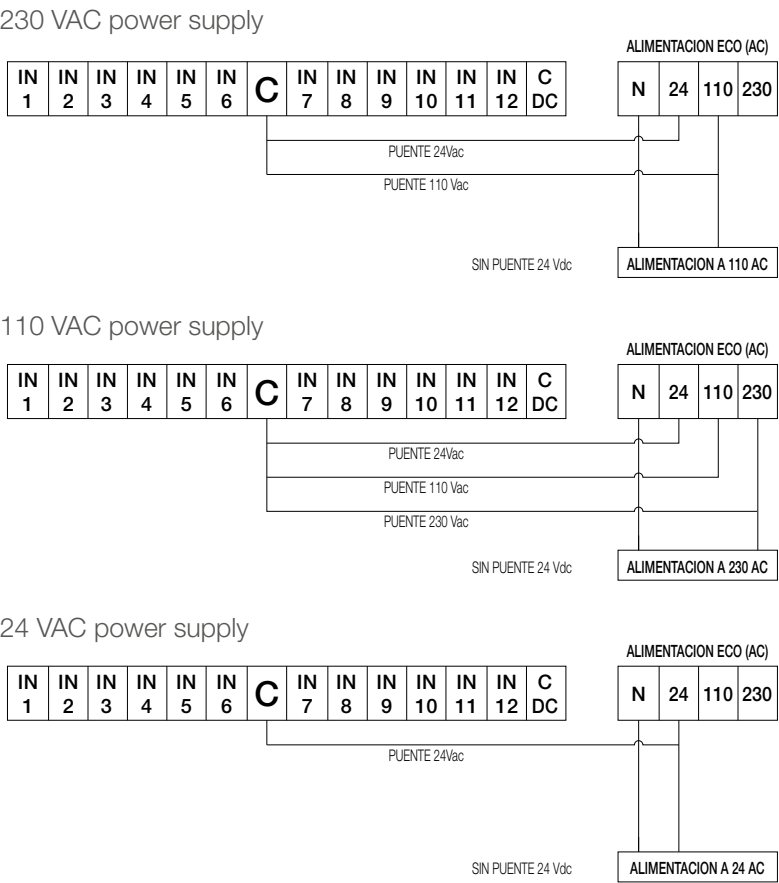 230 VAC power supply
ALIMENTACION ECO (AC)
IN 1 IN 2 IN 3 IN 4 IN 5 IN 6 C IN 7 IN 8 IN 9 IN 10 IN 11 IN 12 C DC N 24 110 230
PUENTE 24Vac
PUENTE 110 Vac
SIN PUENTE 24 Vdc ALIMENTACION A 110 AC
110 VAC power supply
ALIMENTACION ECO (AC)
IN 1 IN 2 IN 3 IN 4 IN 5 IN 6 C IN 7 IN 8 IN 9 IN 10 IN 11 IN 12 C DC N 24 110 230
PUENTE 24Vac
PUENTE 110 Vac
PUENTE 230 Vac
SIN PUENTE 24 Vdc ALIMENTACION A 230 AC
24 VAC power supply
ALIMENTACION ECO (AC)
IN 1 IN 2 IN 3 IN 4 IN 5 IN 6 C IN 7 IN 8 IN 9 IN 10 IN 11 IN 12 C DC N 24 110 230
PUENTE 24Vac
SIN PUENTE 24 Vdc ALIMENTACION A 24 AC